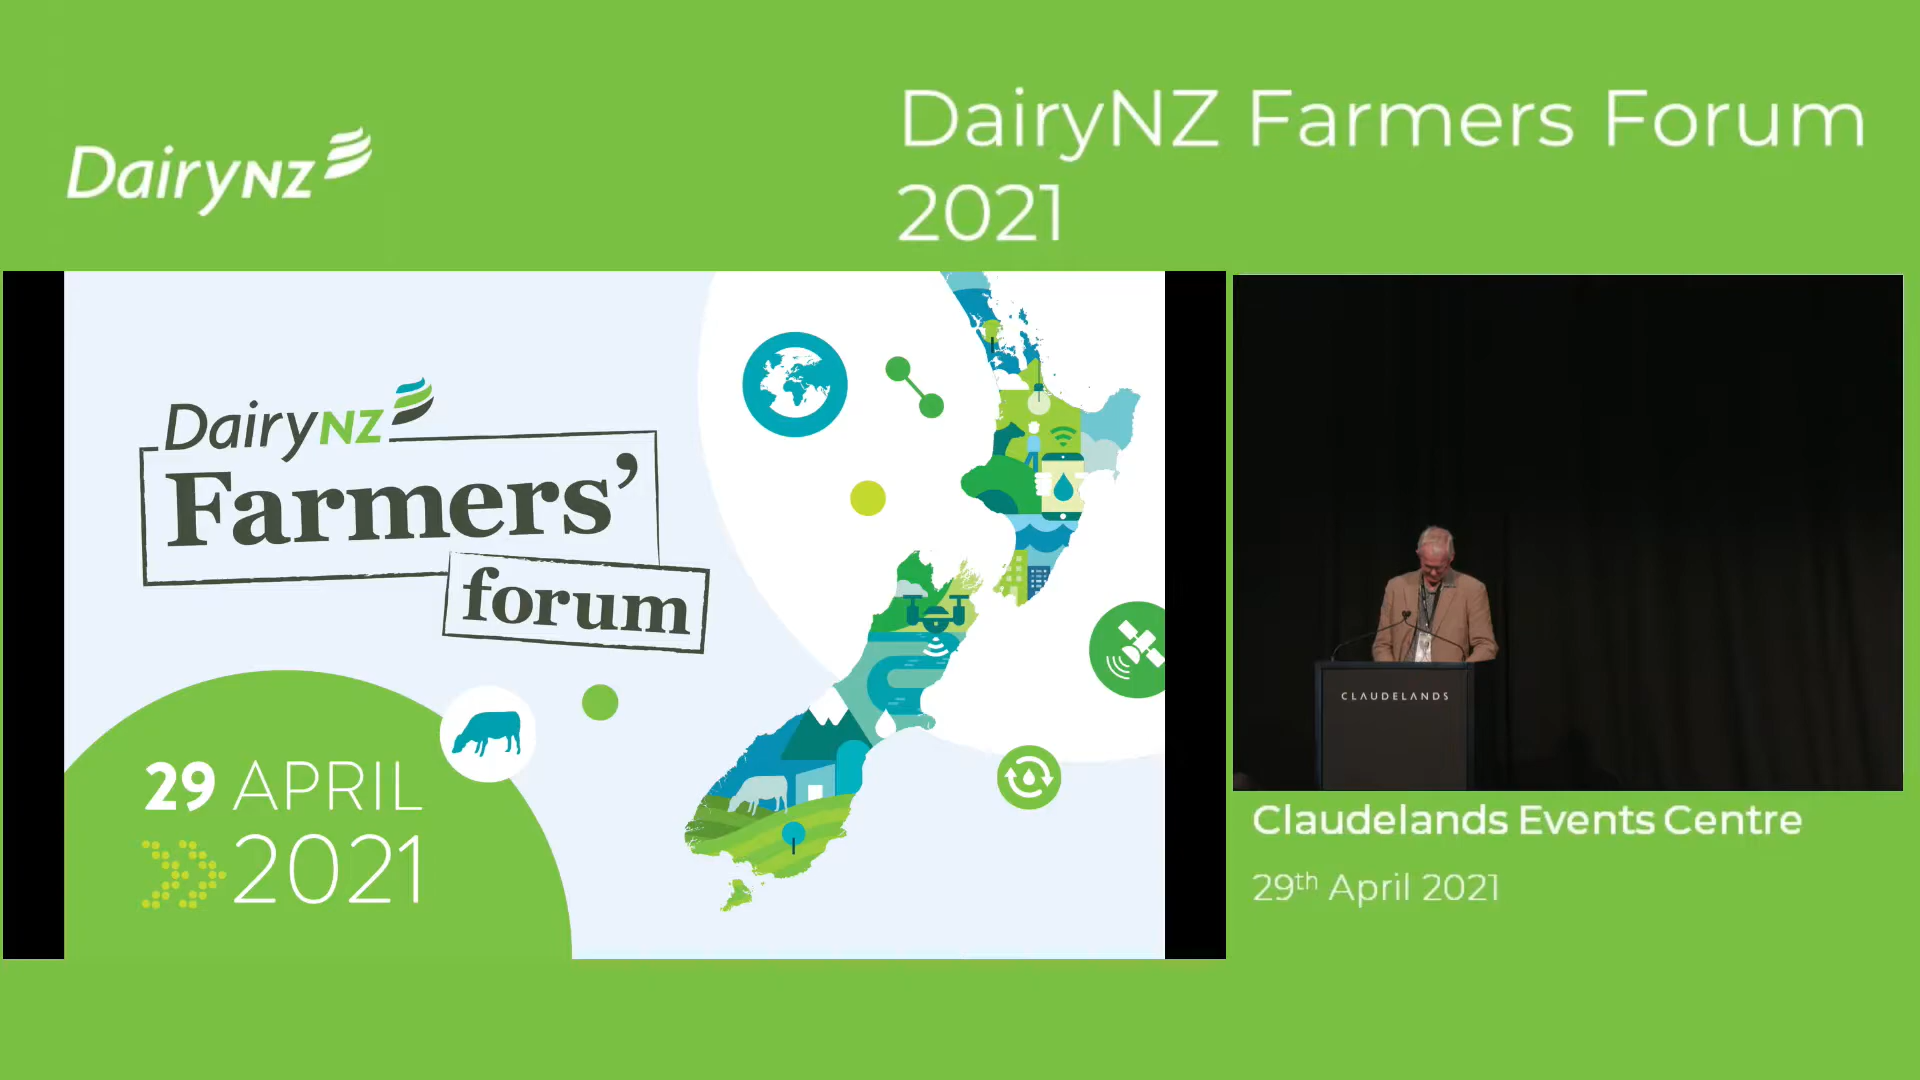 DairyNZ
DairyNZ Farmers Forum
2021
DairyNZ
Farmers’
forum
29 APRIL
2021
CLAUDELANDS
Claudelands Events Centre
29th April 2021